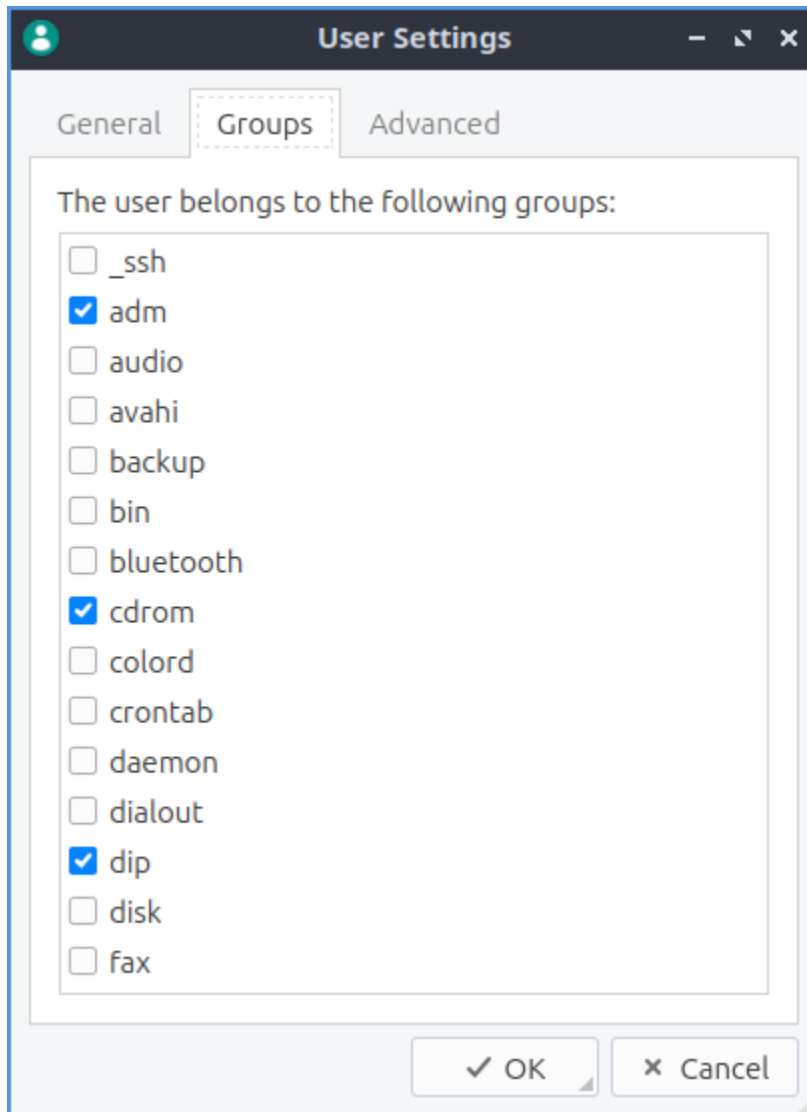 User Settings
General Groups Advanced
The user belongs to the following groups:
_ssh
adm
audio
avahi
backup
bin
bluetooth
cdrom
colord
crontab
daemon
dialout
dip
disk
fax
OK Cancel